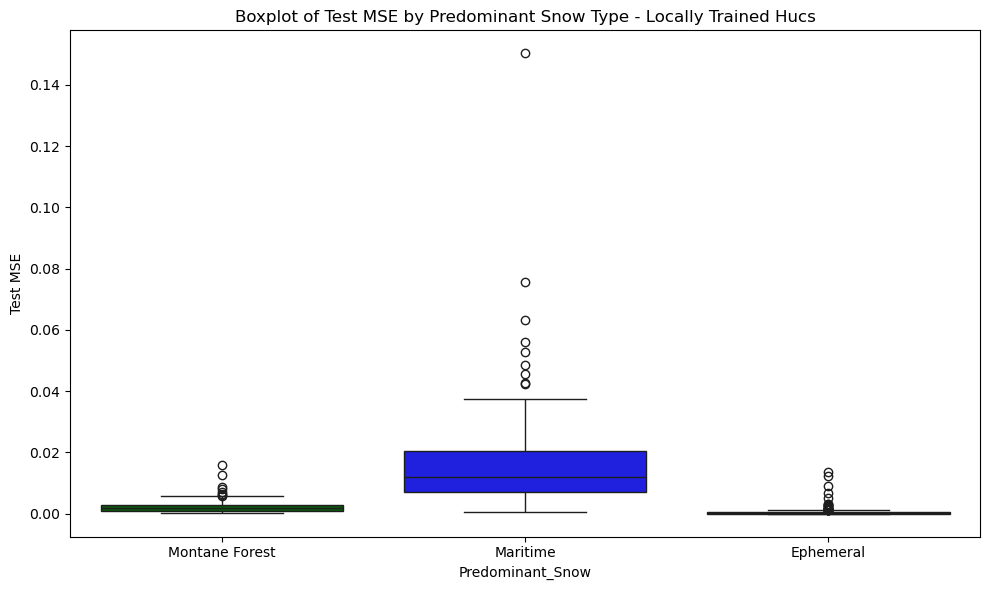 Boxplot of Test MSE by Predominant Snow Type - Locally Trained Hucs
0.14
0.12
0.10
0.08
0.06
0.04
0.02
0.00
Test MSE
Montane Forest
Maritime
Ephemeral
Predominant_Snow